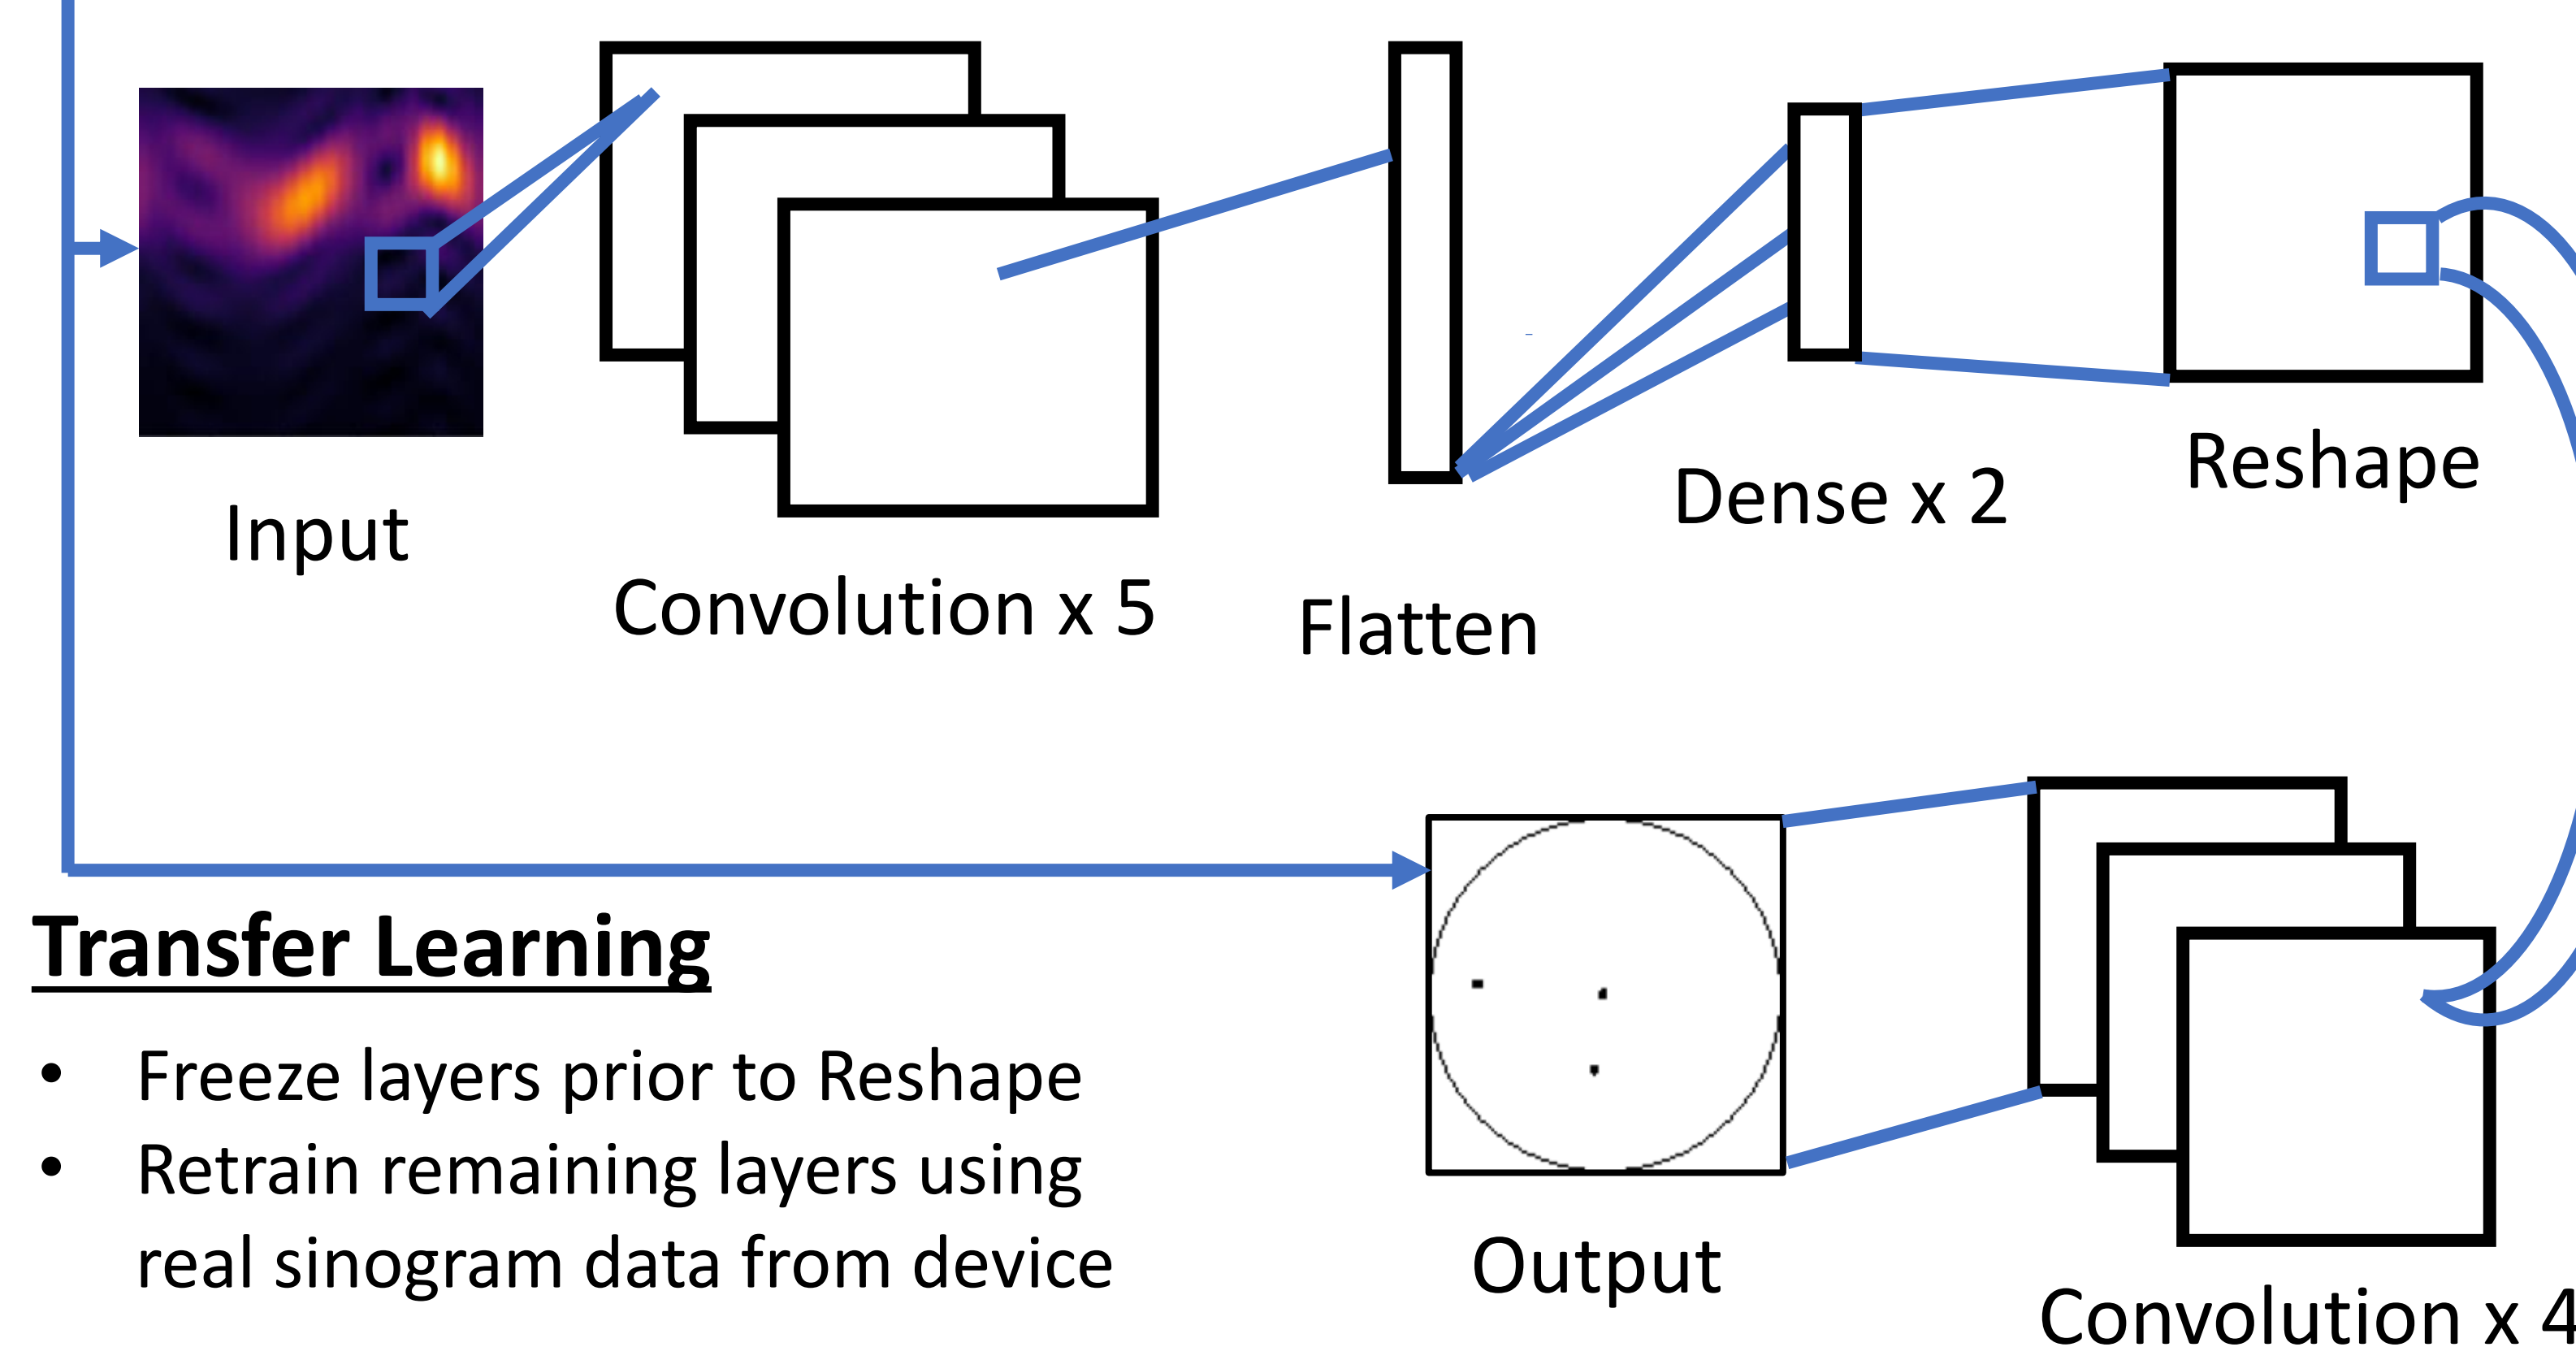 Input
Convolution x 5
Flatten
Dense x 2
Reshape
Output
Convolution x 4
Transfer Learning
• Freeze layers prior to Reshape
• Retrain remaining layers using
real sinogram data from device